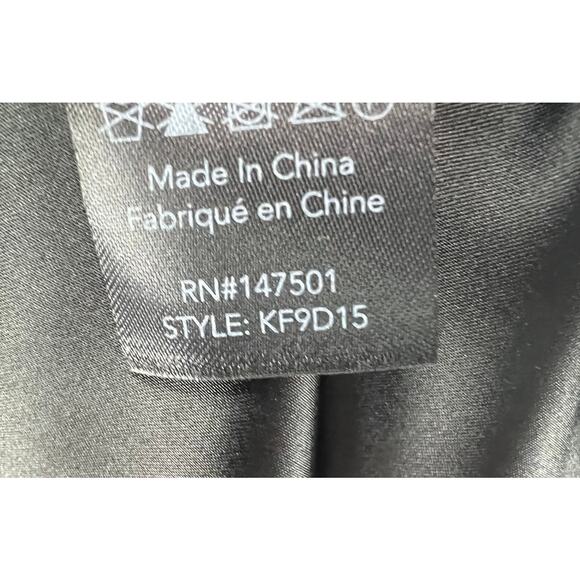 Made In China
Fabriqué en Chine
RN#147501
STYLE: KF9D15